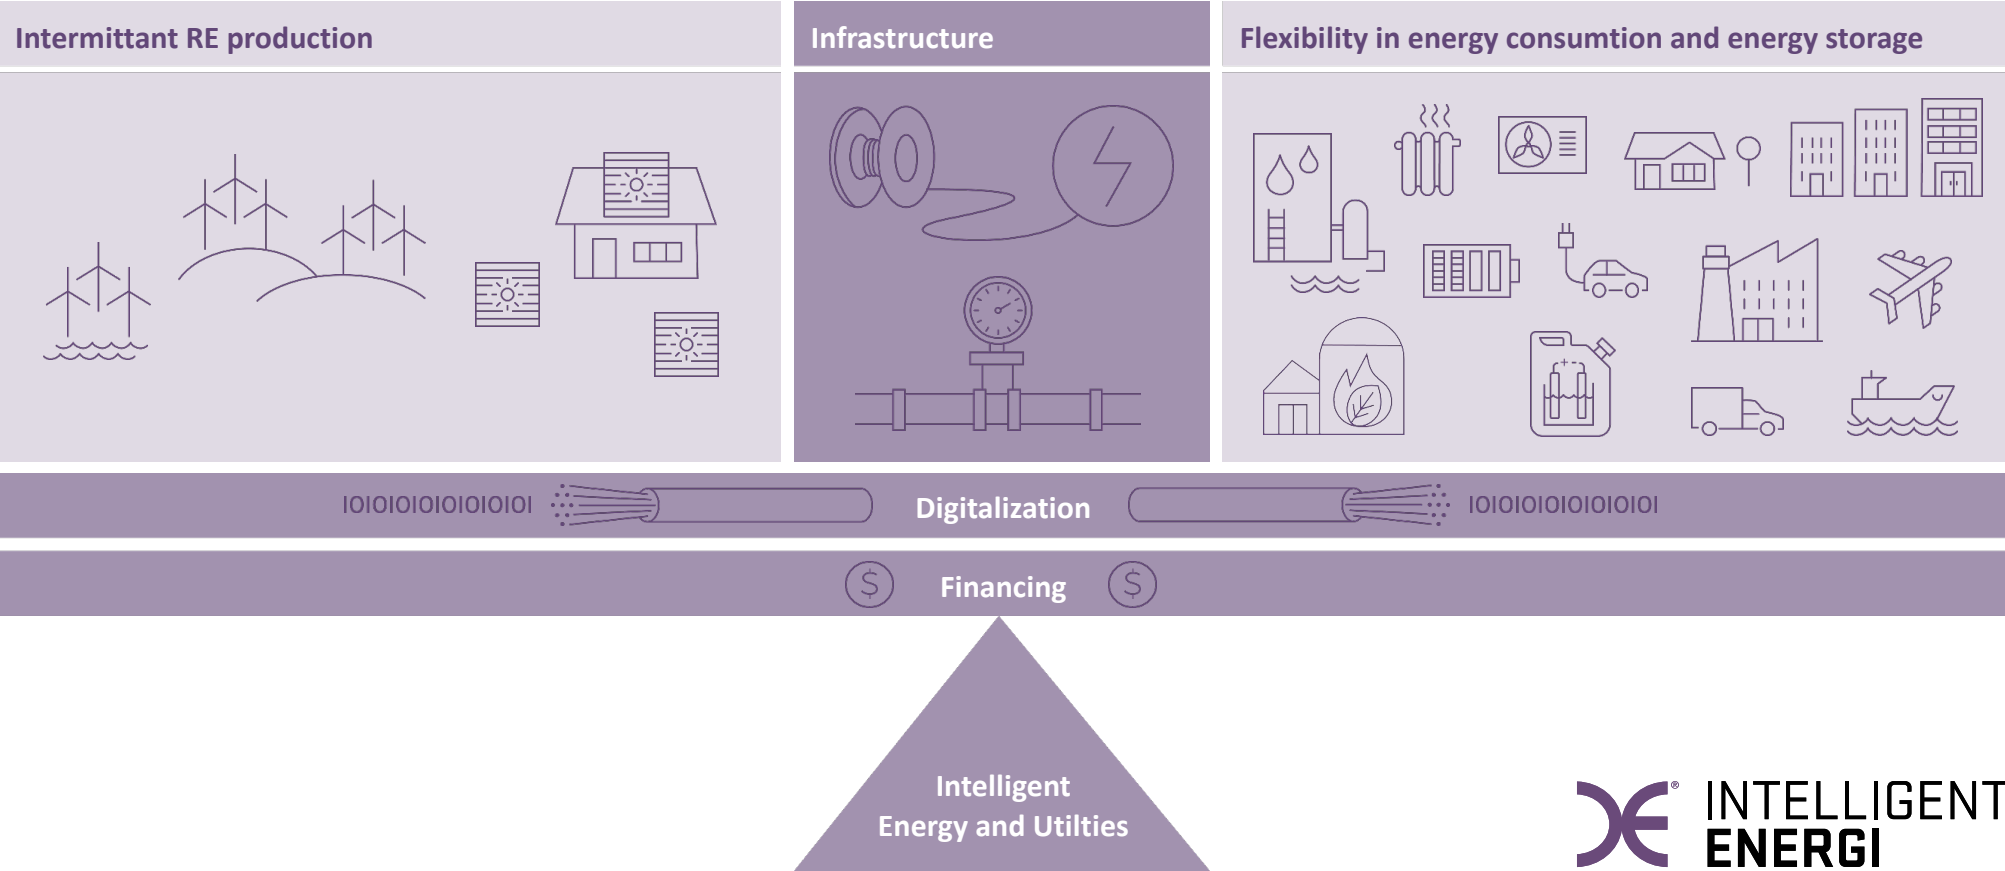 Intermittant RE production
Infrastructure
Flexibility in energy consumtion and energy storage
IOIOIOIOIOIOIOIOI
Digitalization
IOIOIOIOIOIOIOIOI
$
Financing
$
Intelligent
Energy and Utilties
®
INTELLIGENT
ENERGI